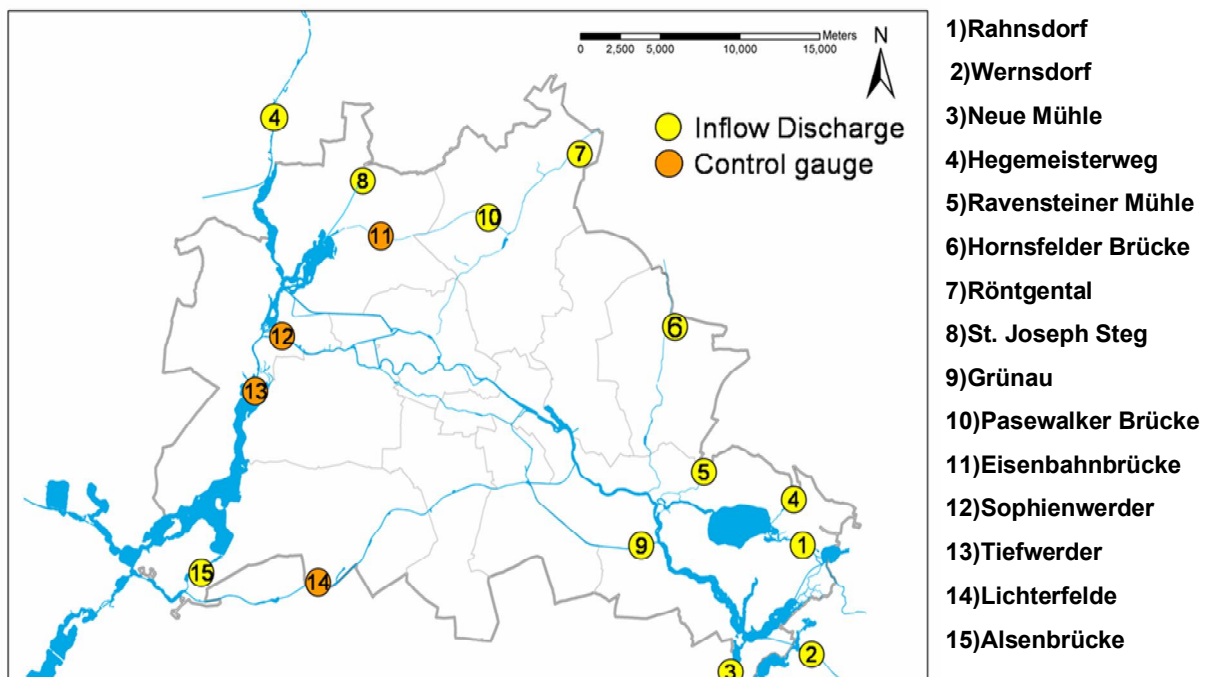 Meters
0 2,500 5,000 10,000 15,000
N
Inflow Discharge
Control gauge
4
7
8
10
11
6
12
13
5
4
9
1
15
14
2
3
1)Rahnsdorf
2)Wernsdorf
3)Neue Mühle
4)Hegemeisterweg
5)Ravensteiner Mühle
6)Hornsfelder Brücke
7)Röntgental
8)St. Joseph Steg
9)Grünau
10)Pasewalker Brücke
11)Eisenbahnbrücke
12)Sophienwerder
13)Tiefwerder
14)Lichterfelde
15)Alsenbrücke